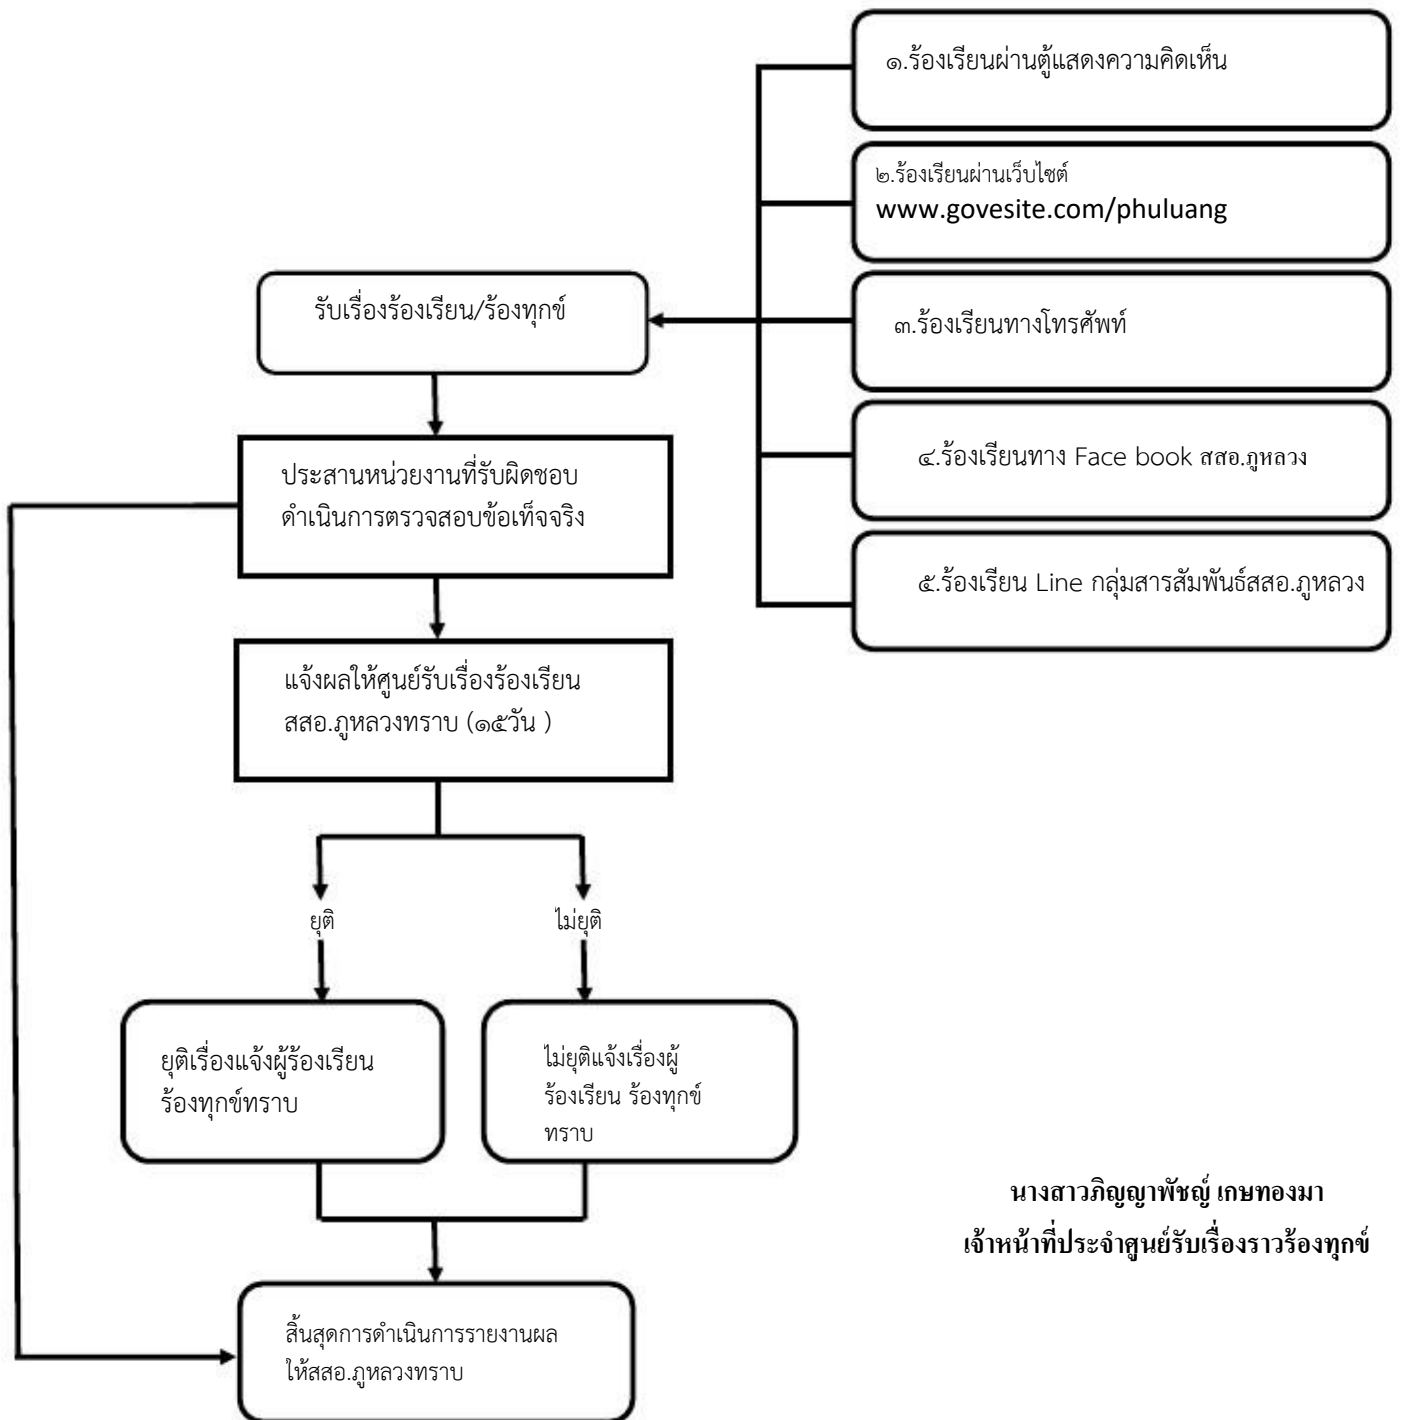 ๑.ร้องเรียนผ่านตู้แสดงความคิดเห็น
๒.ร้องเรียนผ่านเว็บไซต์
www.govesite.com/phuluang
รับเรื่องร้องเรียน/ร้องทุกข์
๓.ร้องเรียนทางโทรศัพท์
๔.ร้องเรียนทาง Face book สสอ.ภูหลวง
๕.ร้องเรียน Line กลุ่มสารสัมพันธ์สสอ.ภูหลวง
ประสานหน่วยงานที่รับผิดชอบ
ดำเนินการตรวจสอบข้อเท็จจริง
แจ้งผลให้ศูนย์รับเรื่องร้องเรียน
สสอ.ภูหลวงทราบ (๑๕วัน )
ยุติ
ไม่ยุติ
ยุติเรื่องแจ้งผู้ร้องเรียน
ร้องทุกข์ทราบ
ไม่ยุติแจ้งเรื่องผู้
ร้องเรียน ร้องทุกข์
ทราบ
นางสาวภิญญาพัชญ์ เกษทองมา
เจ้าหน้าที่ประจำศูนย์รับเรื่องราวร้องทุกข์
สิ้นสุดการดำเนินการรายงานผล
ให้สสอ.ภูหลวงทราบ